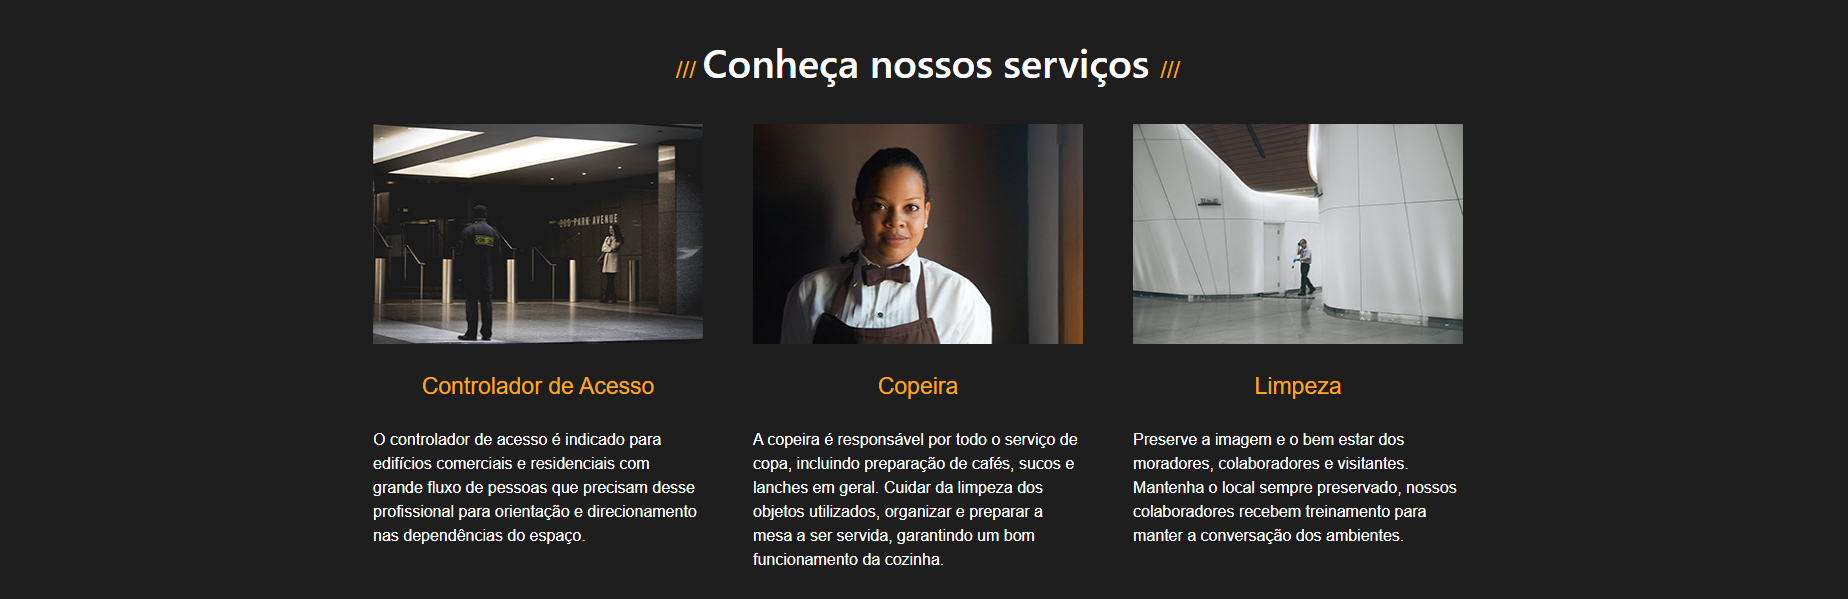 /// Conheça nossos serviços ///
200 PARK AVENUE
Controlador de Acesso
O controlador de acesso é indicado para
edifícios comerciais e residenciais com
grande fluxo de pessoas que precisam desse
profissional para orientação e direcionamento
nas dependências do espaço.
Copeira
A copeira é responsável por todo o serviço de
copa, incluindo preparação de cafés, sucos e
lanches em geral. Cuidar da limpeza dos
objetos utilizados, organizar e preparar a
mesa a ser servida, garantindo um bom
funcionamento da cozinha.
Limpeza
Preserve a imagem e o bem estar dos
moradores, colaboradores e visitantes.
Mantenha o local sempre preservado, nossos
colaboradores recebem treinamento para
manter a conversação dos ambientes.